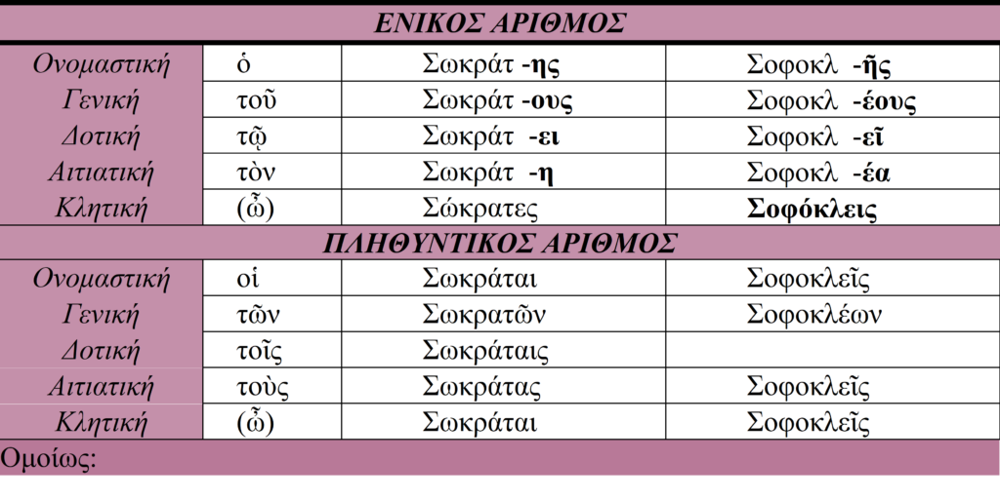 ΕΝΙΚΟΣ ΑΡΙΘΜΟΣ
Ονομαστική ὁ Σωκράτ -ης Σοφοκλ -ῆς
Γενική τοῦ Σωκράτ -ους Σοφοκλ -έους
Δοτική τῷ Σωκράτ -ει Σοφοκλ -εῖ
Αιτιατική τὸν Σωκράτ -η Σοφοκλ -έα
Κλητική (ὦ) Σώκρατες Σοφόκλεις
ΠΛΗΘΥΝΤΙΚΟΣ ΑΡΙΘΜΟΣ
Ονομαστική οἱ Σωκράται Σοφοκλεῖς
Γενική τῶν Σωκρατῶν Σοφοκλέων
Δοτική τοῖς Σωκράταις
Αιτιατική τοὺς Σωκράτας Σοφοκλεῖς
Κλητική (ὦ) Σωκράται Σοφοκλεῖς
Ομοίως: